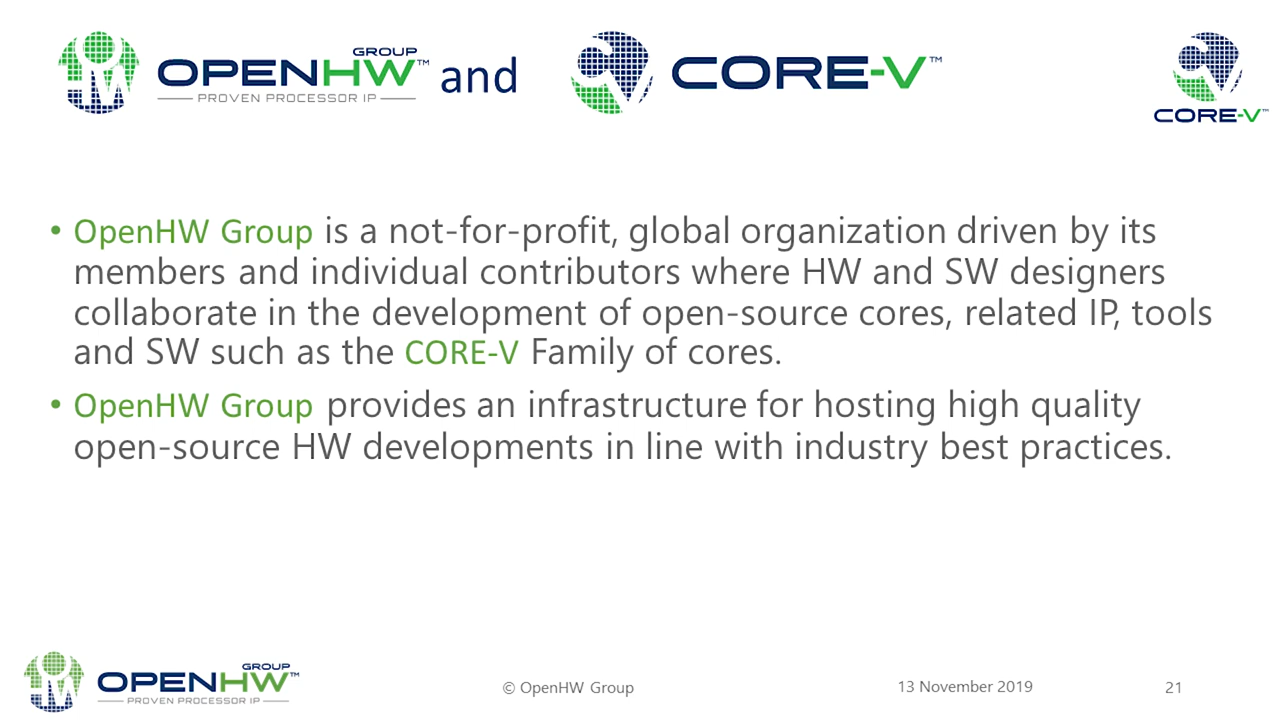 GROUP
OPENHW™ and CORE-V™
PROVEN PROCESSOR IP
CORE-V™
• OpenHW Group is a not-for-profit, global organization driven by its
members and individual contributors where HW and SW designers
collaborate in the development of open-source cores, related IP, tools
and SW such as the CORE-V Family of cores.
• OpenHW Group provides an infrastructure for hosting high quality
open-source HW developments in line with industry best practices.
GROUP
OPENHW™
PROVEN PROCESSOR IP
© OpenHW Group
13 November 2019
21